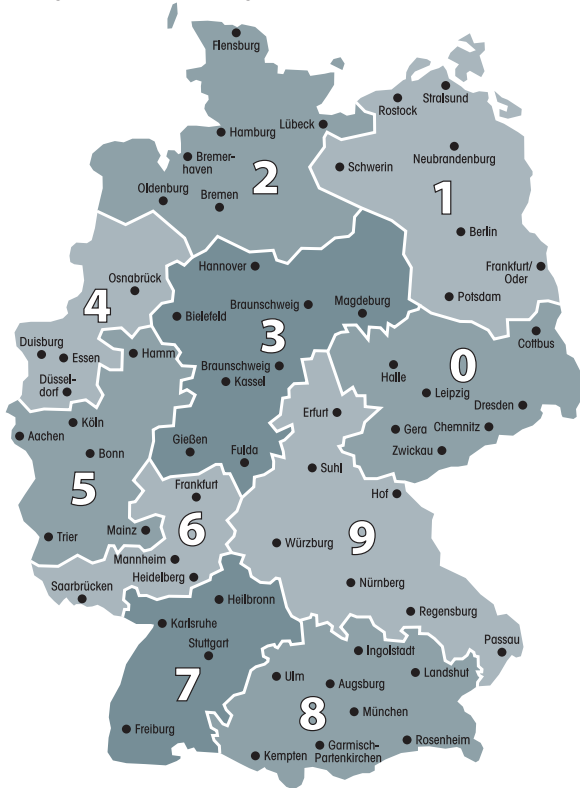 Flensburg
Stralsund
Rostock
Lübeck
Hamburg
Neubrandenburg
Bremer-
haven
Schwerin
2
Oldenburg
Bremen
1
Berlin
Hannover
Frankfurt/
Oder
Osnabrück
4
Potsdam
Braunschweig
Magdeburg
Bielefeld
3
Cottbus
Duisburg
Essen
Hamm
Braunschweig
Halle
0
Kassel
Düssel-
dorf
Leipzig
Dresden
Erfurt
Köln
Aachen
Gera
Chemnitz
Gießen
Bonn
Zwickau
Fulda
Suhl
5
Frankfurt
Hof
6
Trier
Mainz
Würzburg
9
Mannheim
Heidelberg
Saarbrücken
Nürnberg
Heilbronn
Regensburg
Karlsruhe
Stuttgart
Passau
Ingolstadt
7
Ulm
Landshut
Augsburg
8
München
Freiburg
Garmisch-
Partenkirchen
Rosenheim
Kempten